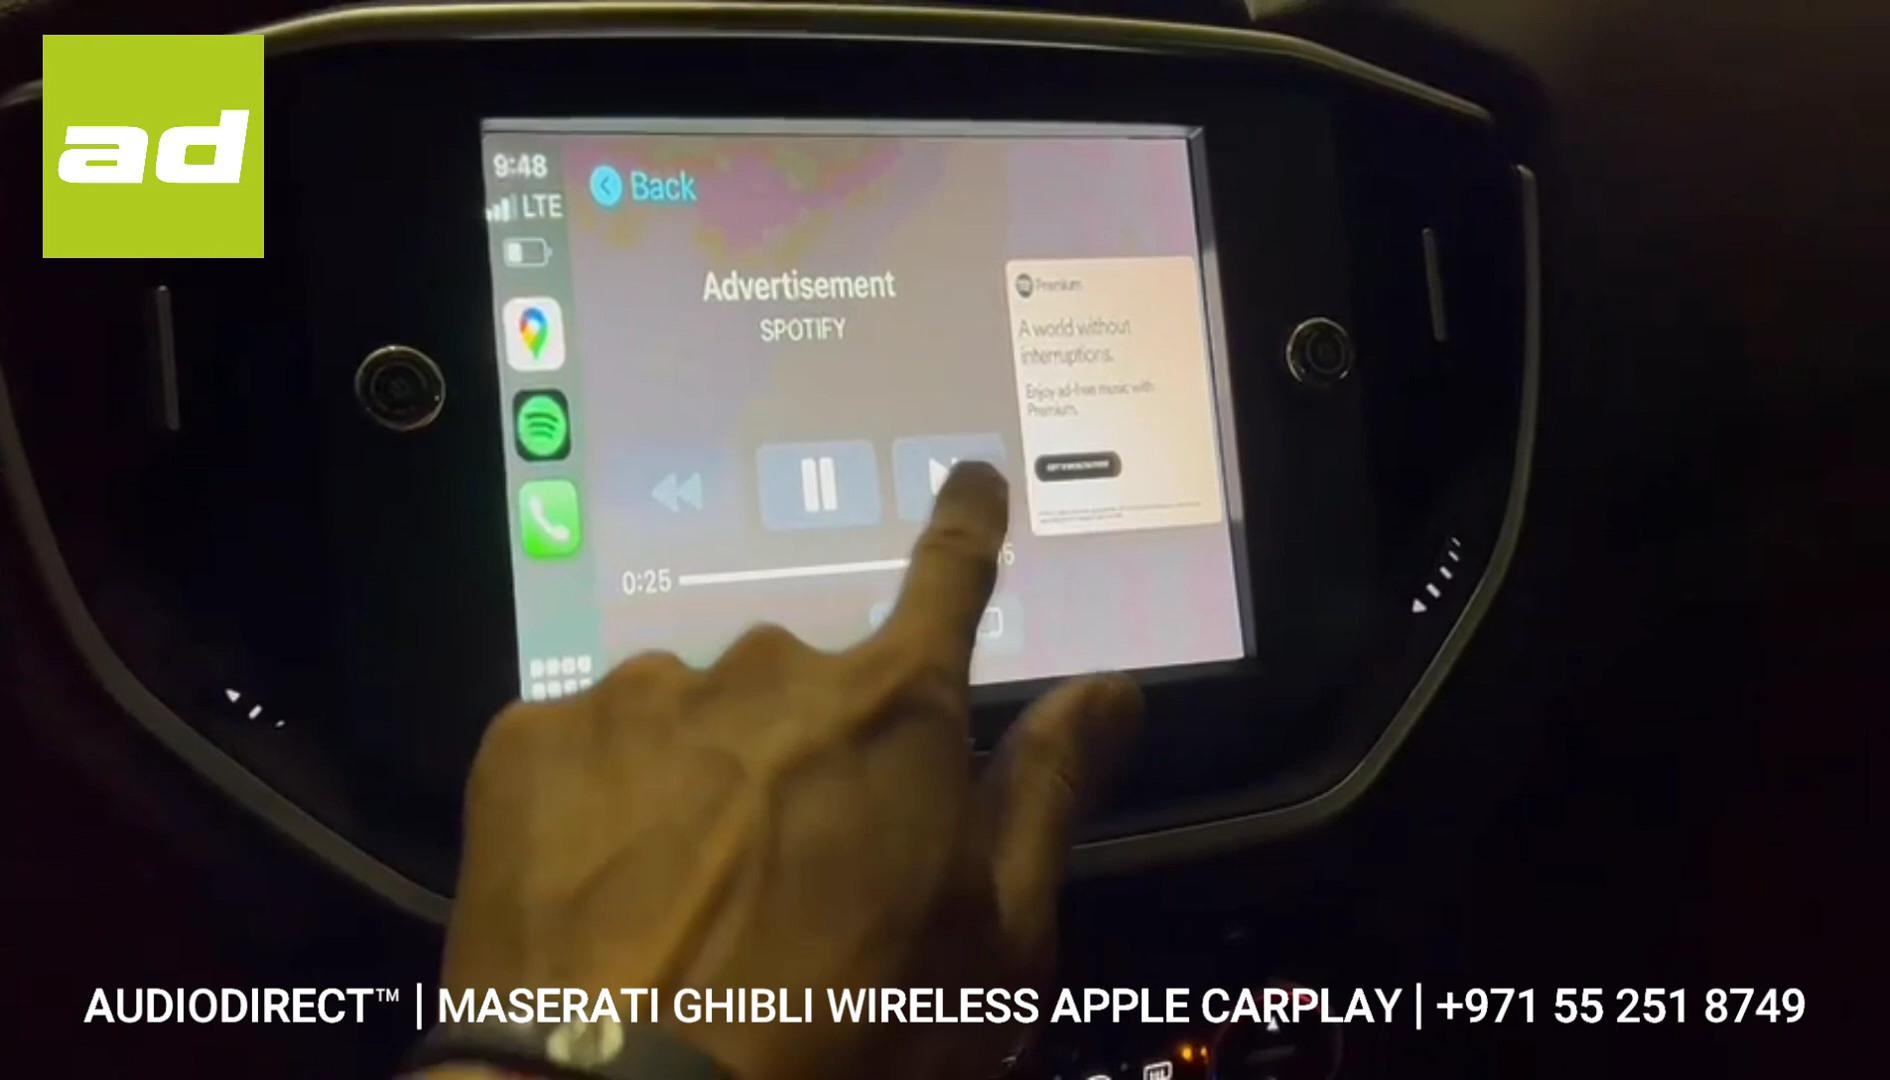 ad
9:48
LTE
Back
Advertisement
SPOTIFY
Premium
A world without
interruptions.
Enjoy ad-free music with
Premium.
0:25
AUDIODIRECT™ | MASERATI GHIBLI WIRELESS APPLE CARPLAY | +971 55 251 8749